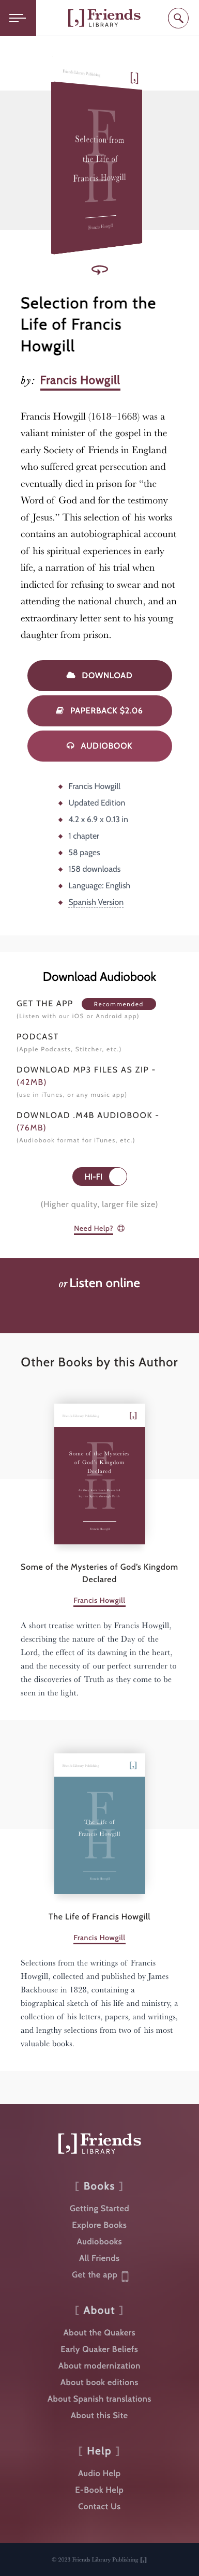 [,] Friends
LIBRARY
Friends Library Publishing
[,]
FH
Selection from
the Life of
Francis Howgill
Francis Howgill
Selection from the
Life of Francis
Howgill
by: Francis Howgill
Francis Howgill (1618–1668) was a
valiant minister of the gospel in the
early Society of Friends in England
who suffered great persecution and
eventually died in prison for “the
Word of God and for the testimony
of Jesus.” This selection of his works
contains an autobiographical account
of his spiritual experiences in early
life, a narration of his trial when
indicted for refusing to swear and not
attending the national church, and an
extraordinary letter sent to his young
daughter from prison.
DOWNLOAD
PAPERBACK $2.06
AUDIOBOOK
Francis Howgill
Updated Edition
4.2 x 6.9 x 0.13 in
1 chapter
58 pages
158 downloads
Language: English
Spanish Version
Download Audiobook
GET THE APP Recommended
(Listen with our iOS or Android app)
PODCAST
(Apple Podcasts, Stitcher, etc.)
DOWNLOAD MP3 FILES AS ZIP -
(42MB)
(use in iTunes, or any music app)
DOWNLOAD .M4B AUDIOBOOK -
(76MB)
(Audiobook format for iTunes, etc.)
HI-FI
(Higher quality, larger file size)
Need Help?
or Listen online
Other Books by this Author
Friends Library Publishing
[,]
FH
Some of the Mysteries
of God's Kingdom
Declared
Francis Howgill
Some of the Mysteries of God’s Kingdom
Declared
Francis Howgill
A short treatise written by Francis Howgill,
describing the nature of the Day of the
Lord, the effect of its dawning in the heart,
and the necessity of our perfect surrender to
the discoveries of Truth as they come to be
seen in the light.
Friends Library Publishing
[,]
FH
The Life of
Francis Howgill
Francis Howgill
The Life of Francis Howgill
Francis Howgill
Selections from the writings of Francis
Howgill, collected and published by James
Backhouse in 1828, containing a
biographical sketch of his life and ministry, a
collection of his letters, papers, and writings,
and lengthy selections from two of his most
valuable books.
[,] Friends
LIBRARY
[ Books ]
Getting Started
Explore Books
Audiobooks
All Friends
Get the app
[ About ]
About the Quakers
Early Quaker Beliefs
About modernization
About book editions
About Spanish translations
About this Site
[ Help ]
Audio Help
E-Book Help
Contact Us
© 2023 Friends Library Publishing [,]